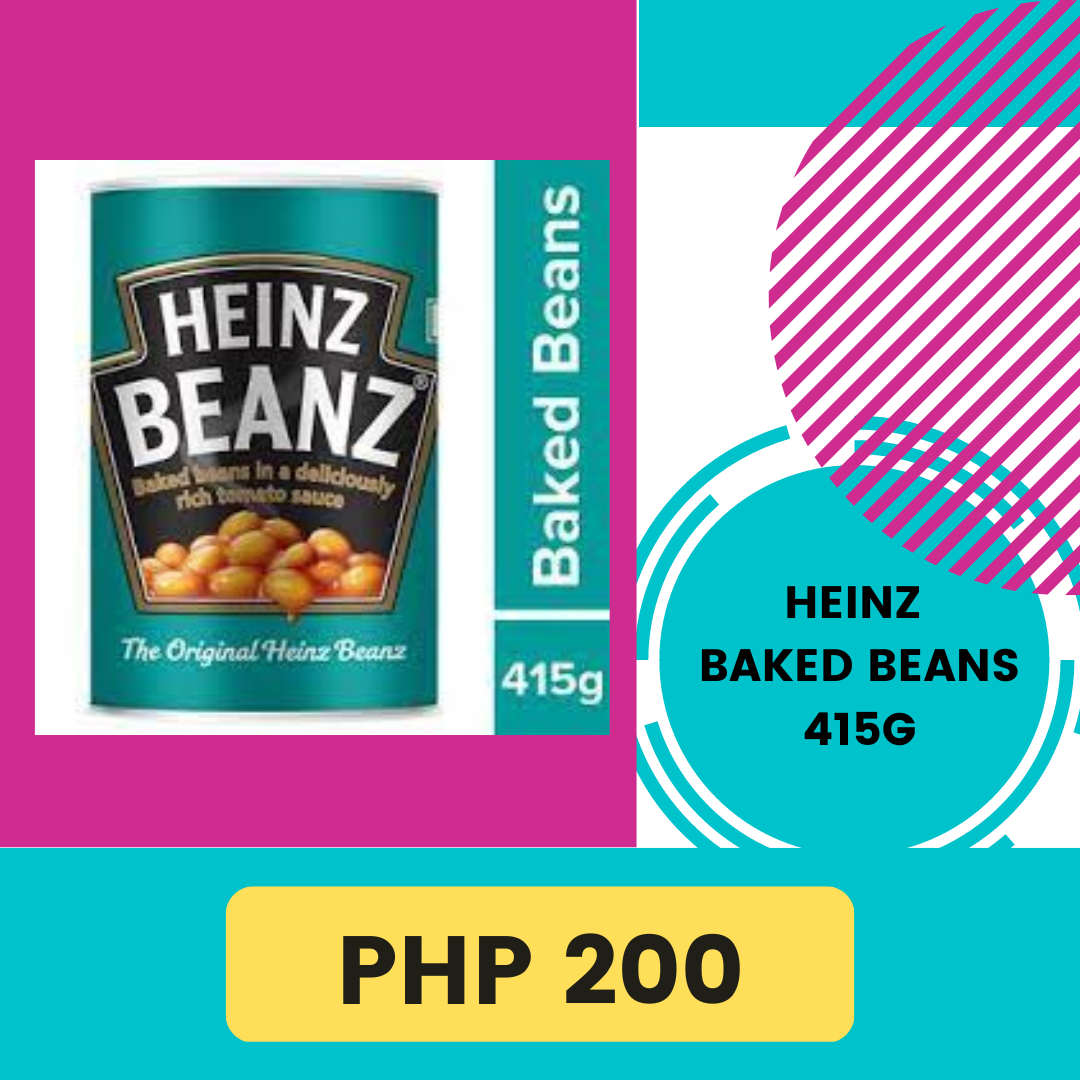 HEINZ
BEANZ®
Baked beans in a deliciously
rich tomato sauce
The Original Heinz Beanz
Baked Beans
415g
HEINZ
BAKED BEANS
415G
PHP 200